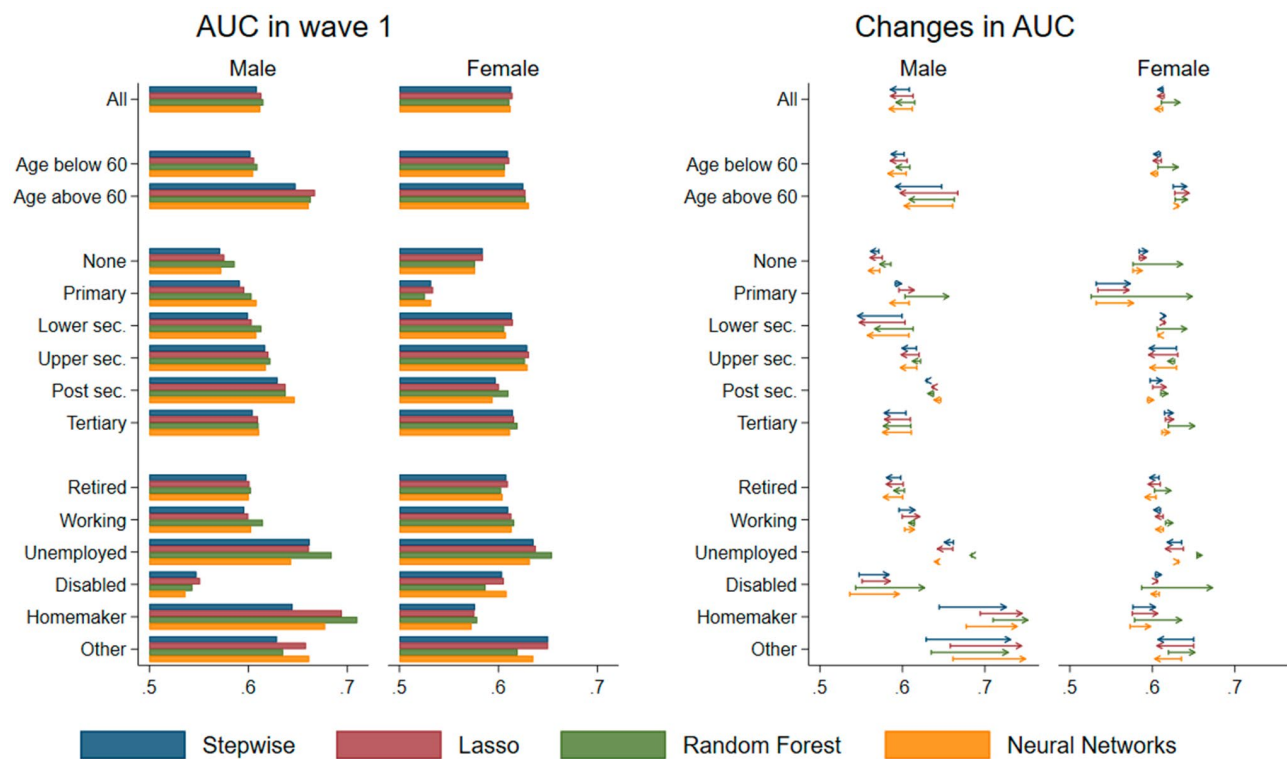 AUC in wave 1
Changes in AUC
Male Female Male Female
All
Age below 60
Age above 60
None
Primary
Lower sec.
Upper sec.
Post sec.
Tertiary
Retired
Working
Unemployed
Disabled
Homemaker
Other
.5 .6 .7 .5 .6 .7
All
Age below 60
Age above 60
None
Primary
Lower sec.
Upper sec.
Post sec.
Tertiary
Retired
Working
Unemployed
Disabled
Homemaker
Other
.5 .6 .7 .5 .6 .7
Stepwise Lasso Random Forest Neural Networks